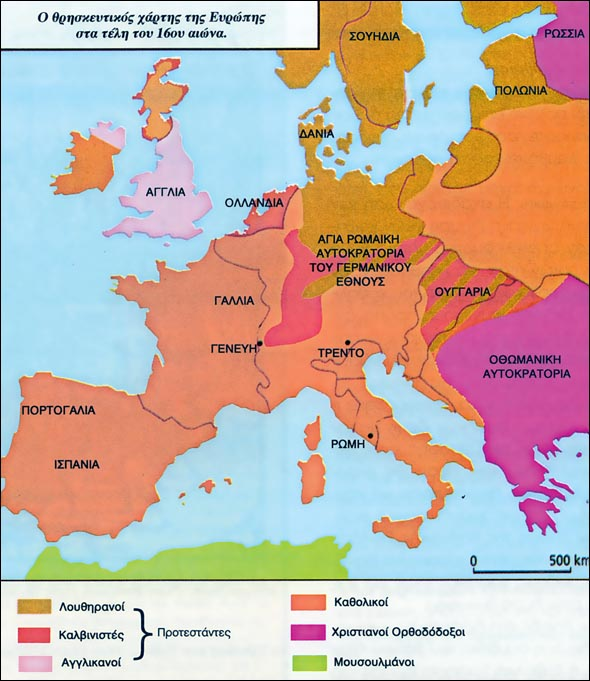 Ο θρησκευτικός χάρτης της Ευρώπης
στα τέλη του 16ου αιώνα.
ΣΟΥΗΔΙΑ
ΡΩΣΣΙΑ
ΠΟΛΩΝΙΑ
ΔΑΝΙΑ
ΑΓΓΛΙΑ
ΟΛΛΑΝΔΙΑ
ΑΓΙΑ ΡΩΜΑΙΚΗ
ΑΥΤΟΚΡΑΤΟΡΙΑ
ΤΟΥ ΓΕΡΜΑΝΙΚΟΥ
ΕΘΝΟΥΣ
ΟΥΓΓΑΡΙΑ
ΓΑΛΛΙΑ
ΓΕΝΕΥΗ
ΤΡΕΝΤΟ
ΟΘΩΜΑΝΙΚΗ
ΑΥΤΟΚΡΑΤΟΡΙΑ
ΠΟΡΤΟΓΑΛΙΑ
ΡΩΜΗ
ΙΣΠΑΝΙΑ
0 500 km
Λουθηρανοί
Καλβινιστές
Αγγλικανοί
Προτεστάντες
Καθολικοί
Χριστιανοί Ορθοδόδοξοι
Μουσουλμάνοι